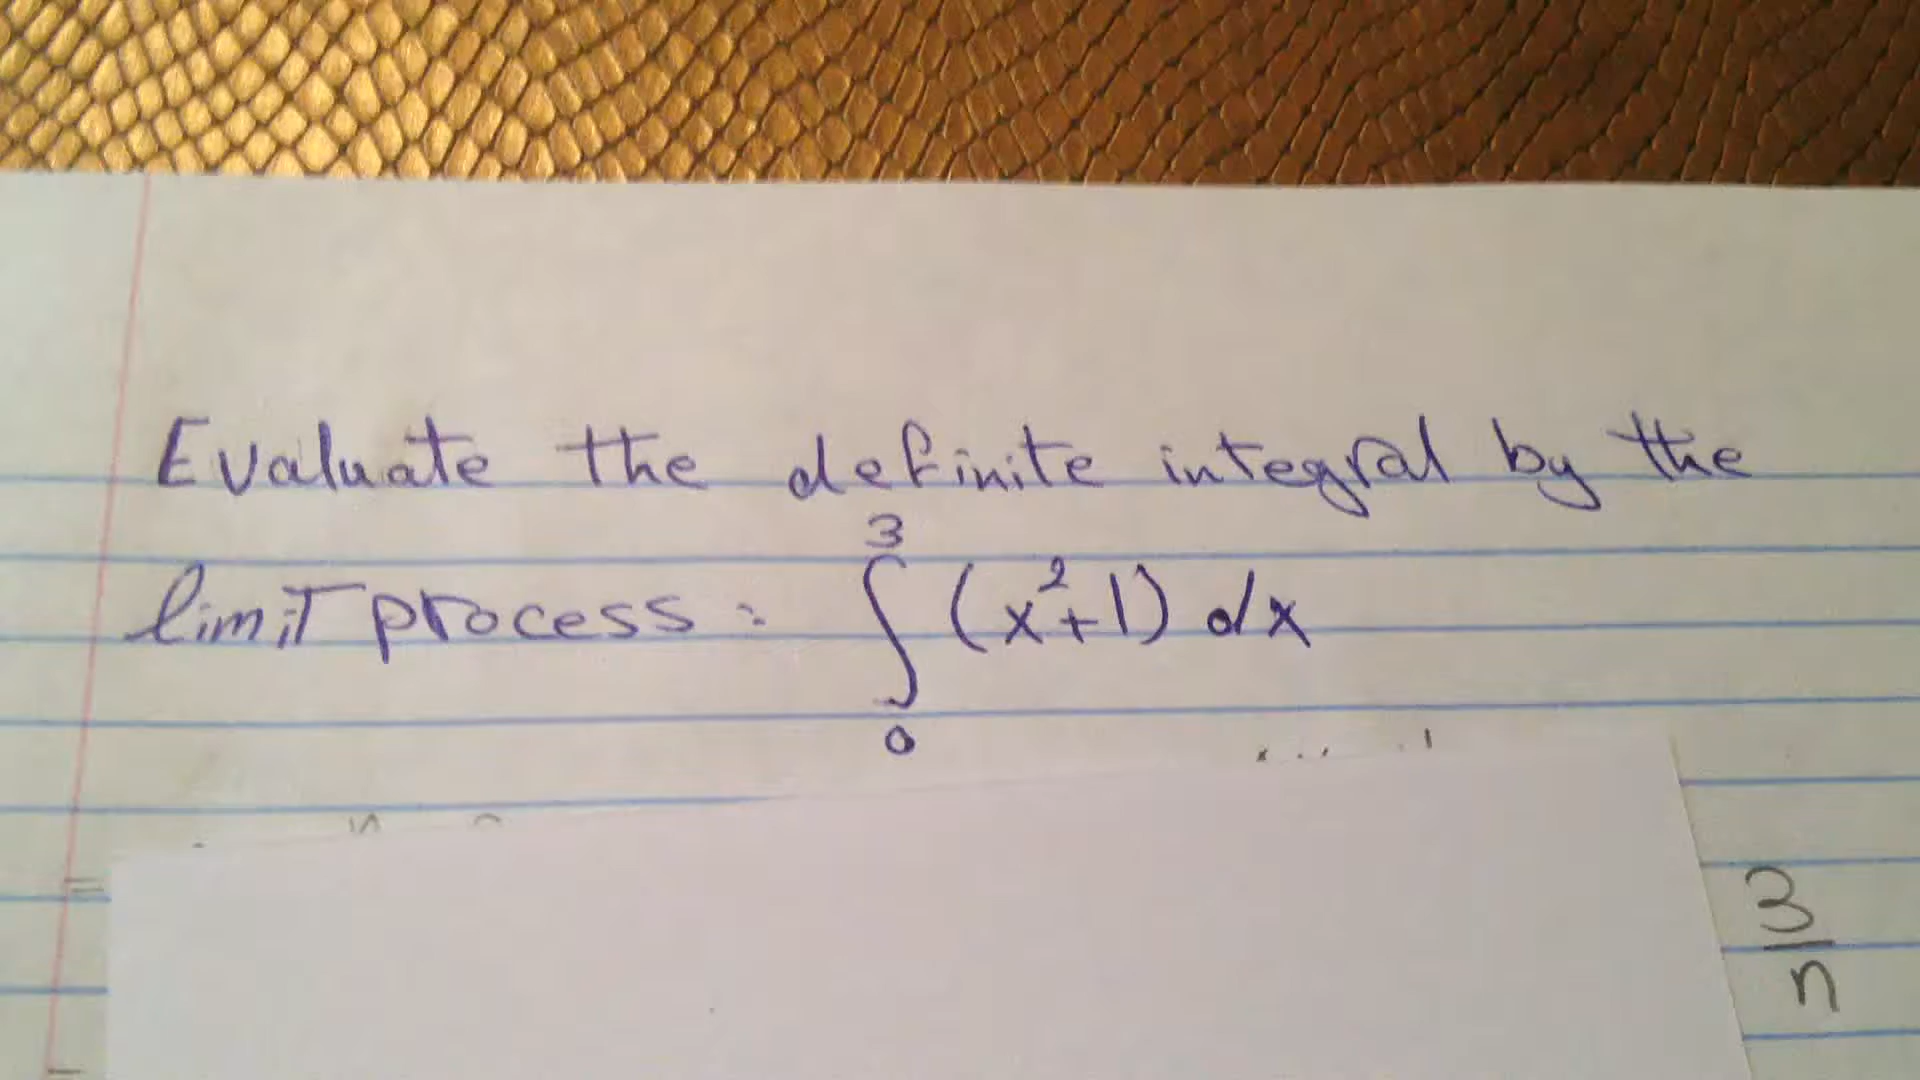 Evaluate the definite integral by the
limit process: ∫₀³ (x²+1) dx
=
3/n